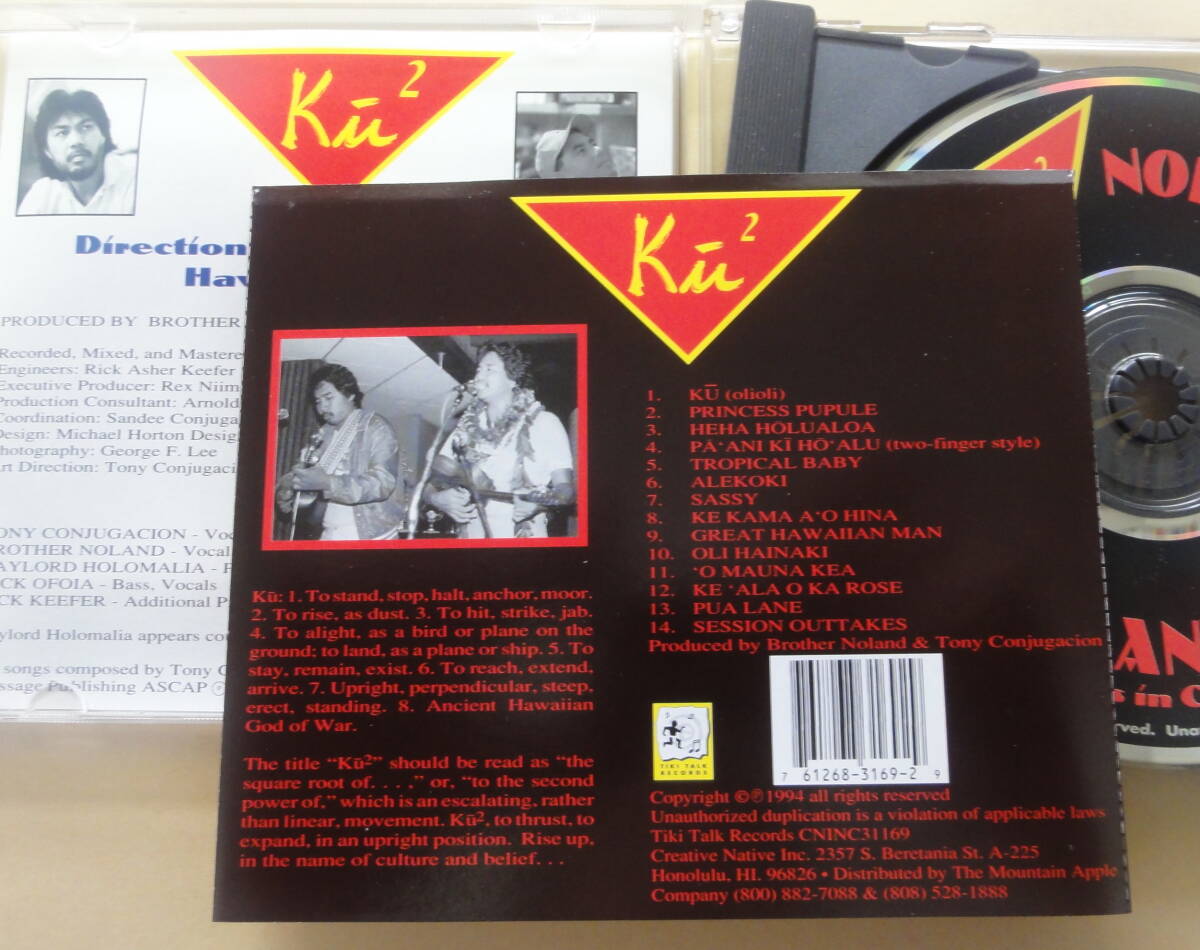 Kū²
Direction
Hav
PRODUCED BY BROTHER
Recorded, Mixed, and Mastere
Engineers: Rick Asher Keefer
Executive Producer: Rex Niim
Production Consultant: Arnold
Coordination: Sandee Conjuga
Design: Michael Horton Desig
hotography: George F. Lee
Art Direction: Tony Conjugaci
ONY CONJUGACION - Voc
ROTHER NOLAND - Vocal
AYLORD HOLOMALIA - P
CK OFOIA - Bass, Vocals
CK KEEFER - Additional P
ylord Holomalia appears cou
songs composed by Tony C
ssage Publishing ASCAP ℗
Kū²
Kū: 1. To stand, stop, halt, anchor, moor.
2. To rise, as dust. 3. To hit, strike, jab.
4. To alight, as a bird or plane on the
ground; to land, as a plane or ship. 5. To
stay, remain, exist. 6. To reach, extend,
arrive. 7. Upright, perpendicular, steep,
erect, standing. 8. Ancient Hawaiian
God of War.
The title “Kū²” should be read as “the
square root of. . . ,” or, “to the second
power of,” which is an escalating, rather
than linear, movement. Kū², to thrust, to
expand, in an upright position. Rise up,
in the name of culture and belief. . .
1. KŪ (olioli)
2. PRINCESS PUPULE
3. HEHA HOLUALOA
4. PĀ‘ANI KĪ HŌ‘ALU (two-finger style)
5. TROPICAL BABY
6. ALEKOKI
7. SASSY
8. KE KAMA A‘O HINA
9. GREAT HAWAIIAN MAN
10. OLI HAINAKI
11. ‘O MAUNA KEA
12. KE ‘ALA O KA ROSE
13. PUA LANE
14. SESSION OUTTAKES
Produced by Brother Noland & Tony Conjugacion
7 61268-3169-2 9
TIKI TALK
RECORDS
Copyright ©℗1994 all rights reserved
Unauthorized duplication is a violation of applicable laws
Tiki Talk Records CNINC31169
Creative Native Inc. 2357 S. Beretania St. A-225
Honolulu, HI. 96826 • Distributed by The Mountain Apple
Company (800) 882-7088 & (808) 528-1888
2
NOL
AN
s in C
rved. Unau